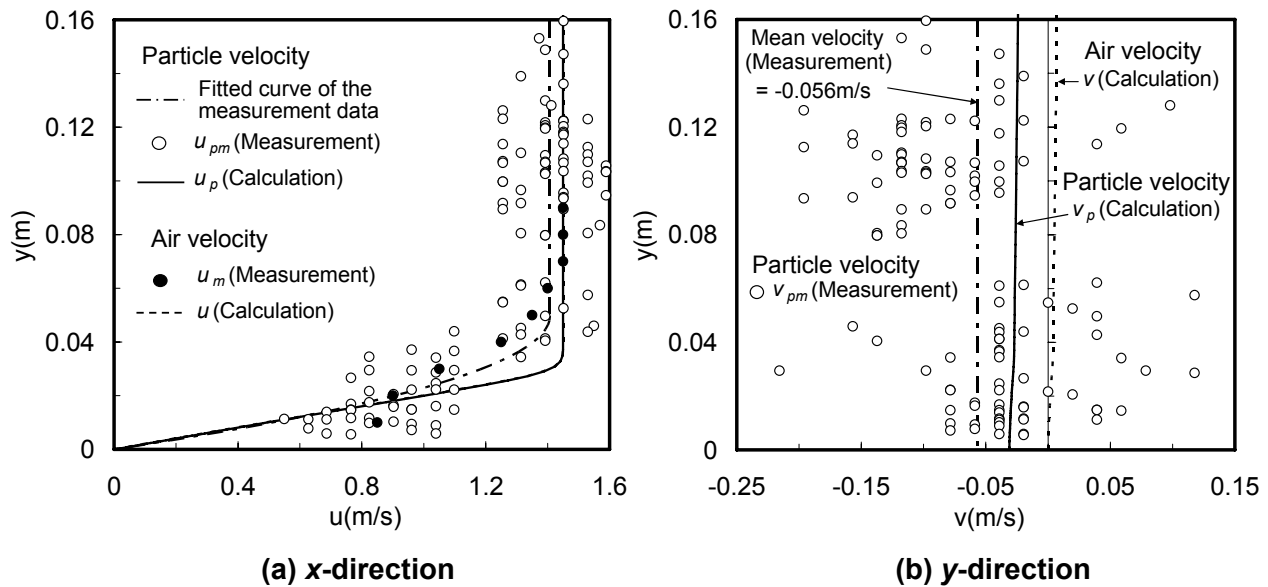 0.16
0.12
0.08
0.04
0
y(m)
Particle velocity
Fitted curve of the
measurement data
u pm (Measurement)
u p (Calculation)
Air velocity
u m (Measurement)
u (Calculation)
0
0.4
0.8
1.2
1.6
u(m/s)
(a) x-direction
0.16
0.12
0.08
0.04
0
y(m)
Mean velocity
(Measurement)
= -0.056m/s
Air velocity
v (Calculation)
Particle velocity
v p (Calculation)
Particle velocity
v pm (Measurement)
-0.25
-0.15
-0.05
0.05
0.15
v(m/s)
(b) y-direction